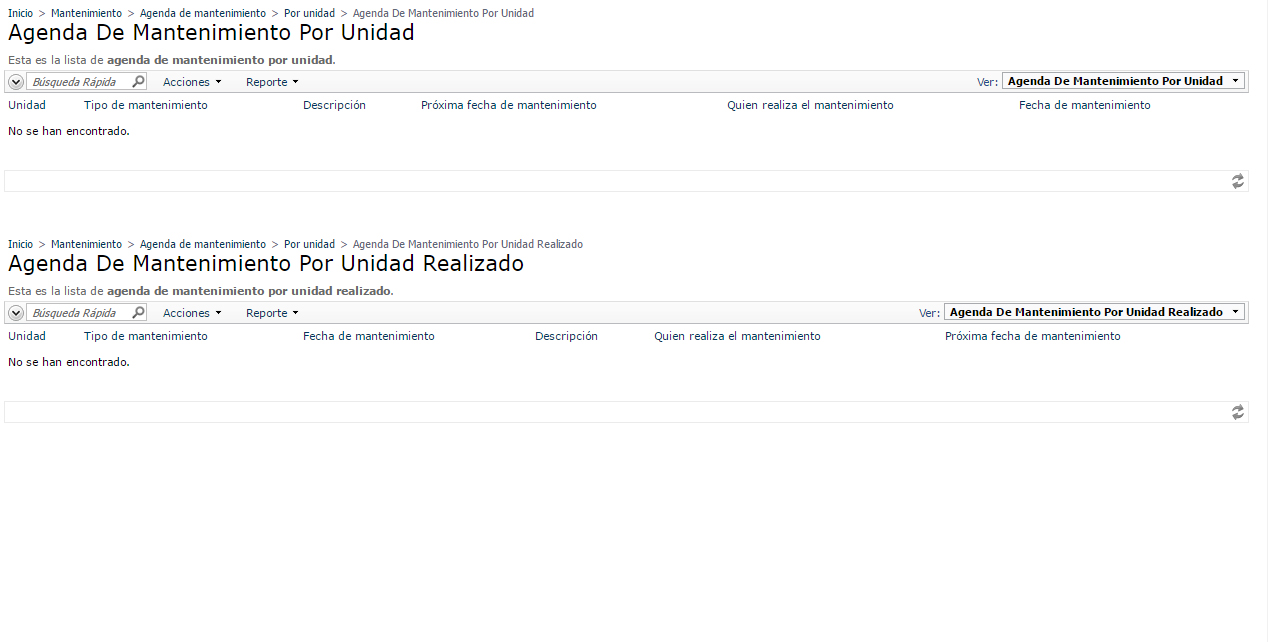 Inicio > Mantenimiento > Agenda de mantenimiento > Por unidad > Agenda De Mantenimiento Por Unidad
Agenda De Mantenimiento Por Unidad
Esta es la lista de agenda de mantenimiento por unidad.
Búsqueda Rápida Acciones Reporte Ver: Agenda De Mantenimiento Por Unidad
Unidad Tipo de mantenimiento Descripción Próxima fecha de mantenimiento Quien realiza el mantenimiento Fecha de mantenimiento
No se han encontrado.
Inicio > Mantenimiento > Agenda de mantenimiento > Por unidad > Agenda De Mantenimiento Por Unidad Realizado
Agenda De Mantenimiento Por Unidad Realizado
Esta es la lista de agenda de mantenimiento por unidad realizado.
Búsqueda Rápida Acciones Reporte Ver: Agenda De Mantenimiento Por Unidad Realizado
Unidad Tipo de mantenimiento Fecha de mantenimiento Descripción Quien realiza el mantenimiento Próxima fecha de mantenimiento
No se han encontrado.